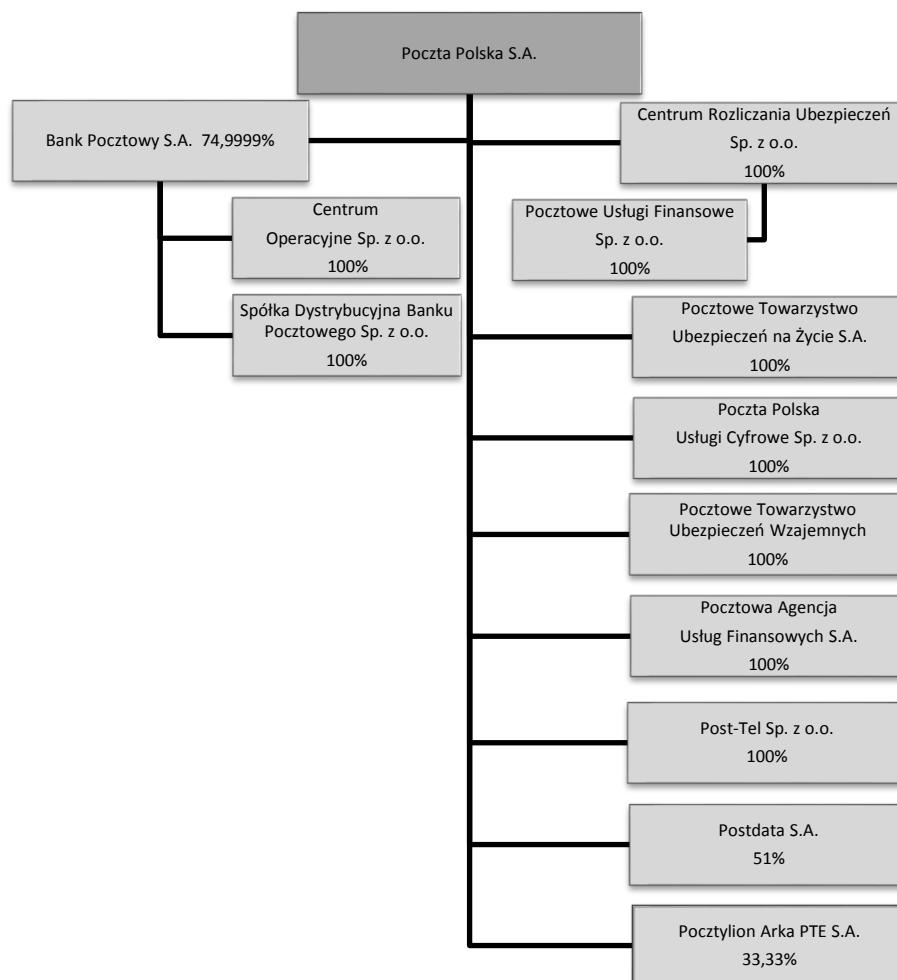 Poczta Polska S.A.
Bank Pocztowy S.A. 74,9999%
Centrum
Operacyjne Sp. z o.o.
100%
Spółka Dystrybucyjna Banku
Pocztowego Sp. z o.o.
100%
Centrum Rozliczania Ubezpieczeń
Sp. z o.o.
100%
Pocztowe Usługi Finansowe
Sp. z o.o.
100%
Pocztowe Towarzystwo
Ubezpieczeń na Życie S.A.
100%
Poczta Polska
Usługi Cyfrowe Sp. z o.o.
100%
Pocztowe Towarzystwo
Ubezpieczeń Wzajemnych
100%
Pocztowa Agencja
Usług Finansowych S.A.
100%
Post-Tel Sp. z o.o.
100%
Postdata S.A.
51%
Pocztylion Arka PTE S.A.
33,33%